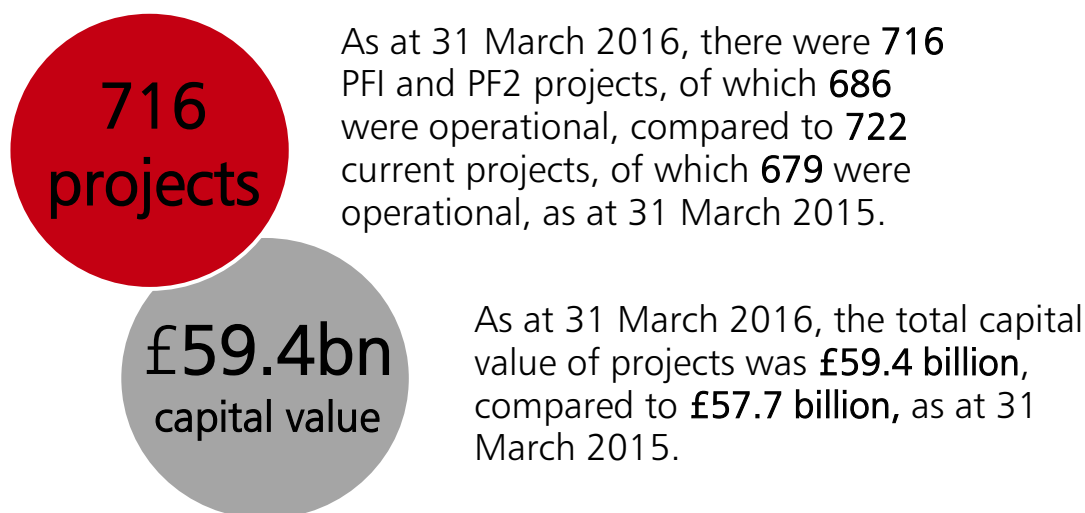 716
projects
As at 31 March 2016, there were 716
PFI and PF2 projects, of which 686
were operational, compared to 722
current projects, of which 679 were
operational, as at 31 March 2015.
£59.4bn
capital value
As at 31 March 2016, the total capital
value of projects was £59.4 billion,
compared to £57.7 billion, as at 31
March 2015.